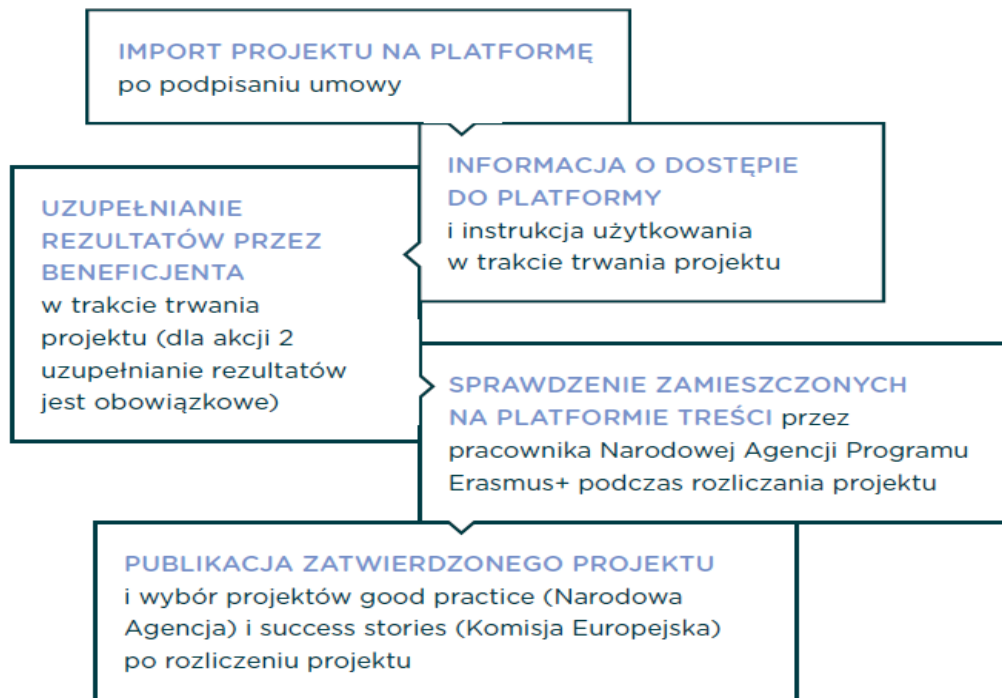 IMPORT PROJEKTU NA PLATFORMĘ
po podpisaniu umowy
INFORMACJA O DOSTĘPIE
DO PLATFORMY
i instrukcja użytkowania
w trakcie trwania projektu
UZUPEŁNIANIE
REZULTATÓW PRZEZ
BENEFICJENTA
w trakcie trwania
projektu (dla akcji 2
uzupełnianie rezultatów
jest obowiązkowe)
SPRAWDZENIE ZAMIESZCZONYCH
NA PLATFORMIE TREŚCI przez
pracownika Narodowej Agencji Programu
Erasmus+ podczas rozliczania projektu
PUBLIKACJA ZATWIERDZONEGO PROJEKTU
i wybór projektów good practice (Narodowa
Agencja) i success stories (Komisja Europejska)
po rozliczeniu projektu